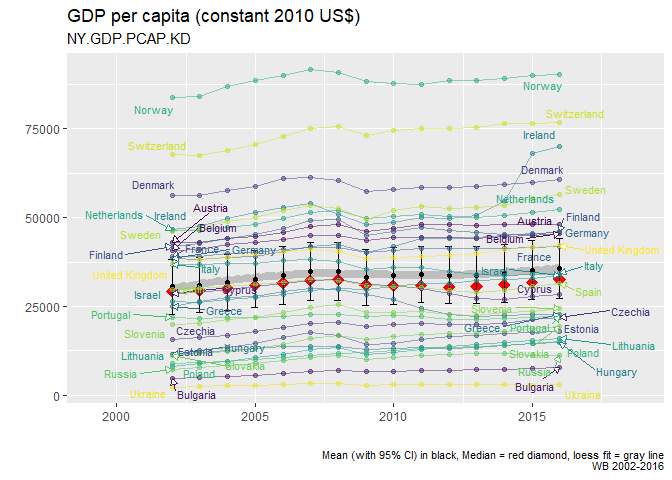 GDP per capita (constant 2010 US$)
NY.GDP.PCAP.KD
Norway
Norway
Switzerland
Switzerland
Ireland
Denmark
Denmark
Netherlands
Sweden
Netherlands
Ireland
Austria
Austria
Finland
Sweden
Belgium
Belgium
Germany
Finland
France
Germany
France
United Kingdom
United Kingdom
Italy
Israel
Italy
Israel
Cyprus
Cyprus
Spain
Portugal
Greece
Slovenia
Czechia
Slovenia
Czechia
Greece
Portugal
Estonia
Lithuania
Estonia
Hungary
Lithuania
Slovakia
Poland
Russia
Poland
Slovakia
Russia
Hungary
Ukraine
Bulgaria
Bulgaria
Ukraine
75000
50000
25000
0
2000
2005
2010
2015
Mean (with 95% CI) in black, Median = red diamond, loess fit = gray line
WB 2002-2016